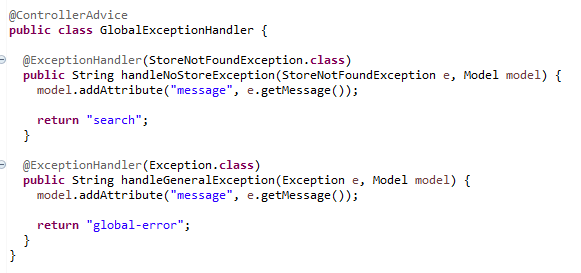 @ControllerAdvice
public class GlobalExceptionHandler {
@ExceptionHandler(StoreNotFoundException.class)
public String handleNoStoreException(StoreNotFoundException e, Model model) {
model.addAttribute("message", e.getMessage());
return "search";
}
@ExceptionHandler(Exception.class)
public String handleGeneralException(Exception e, Model model) {
model.addAttribute("message", e.getMessage());
return "global-error";
}
}